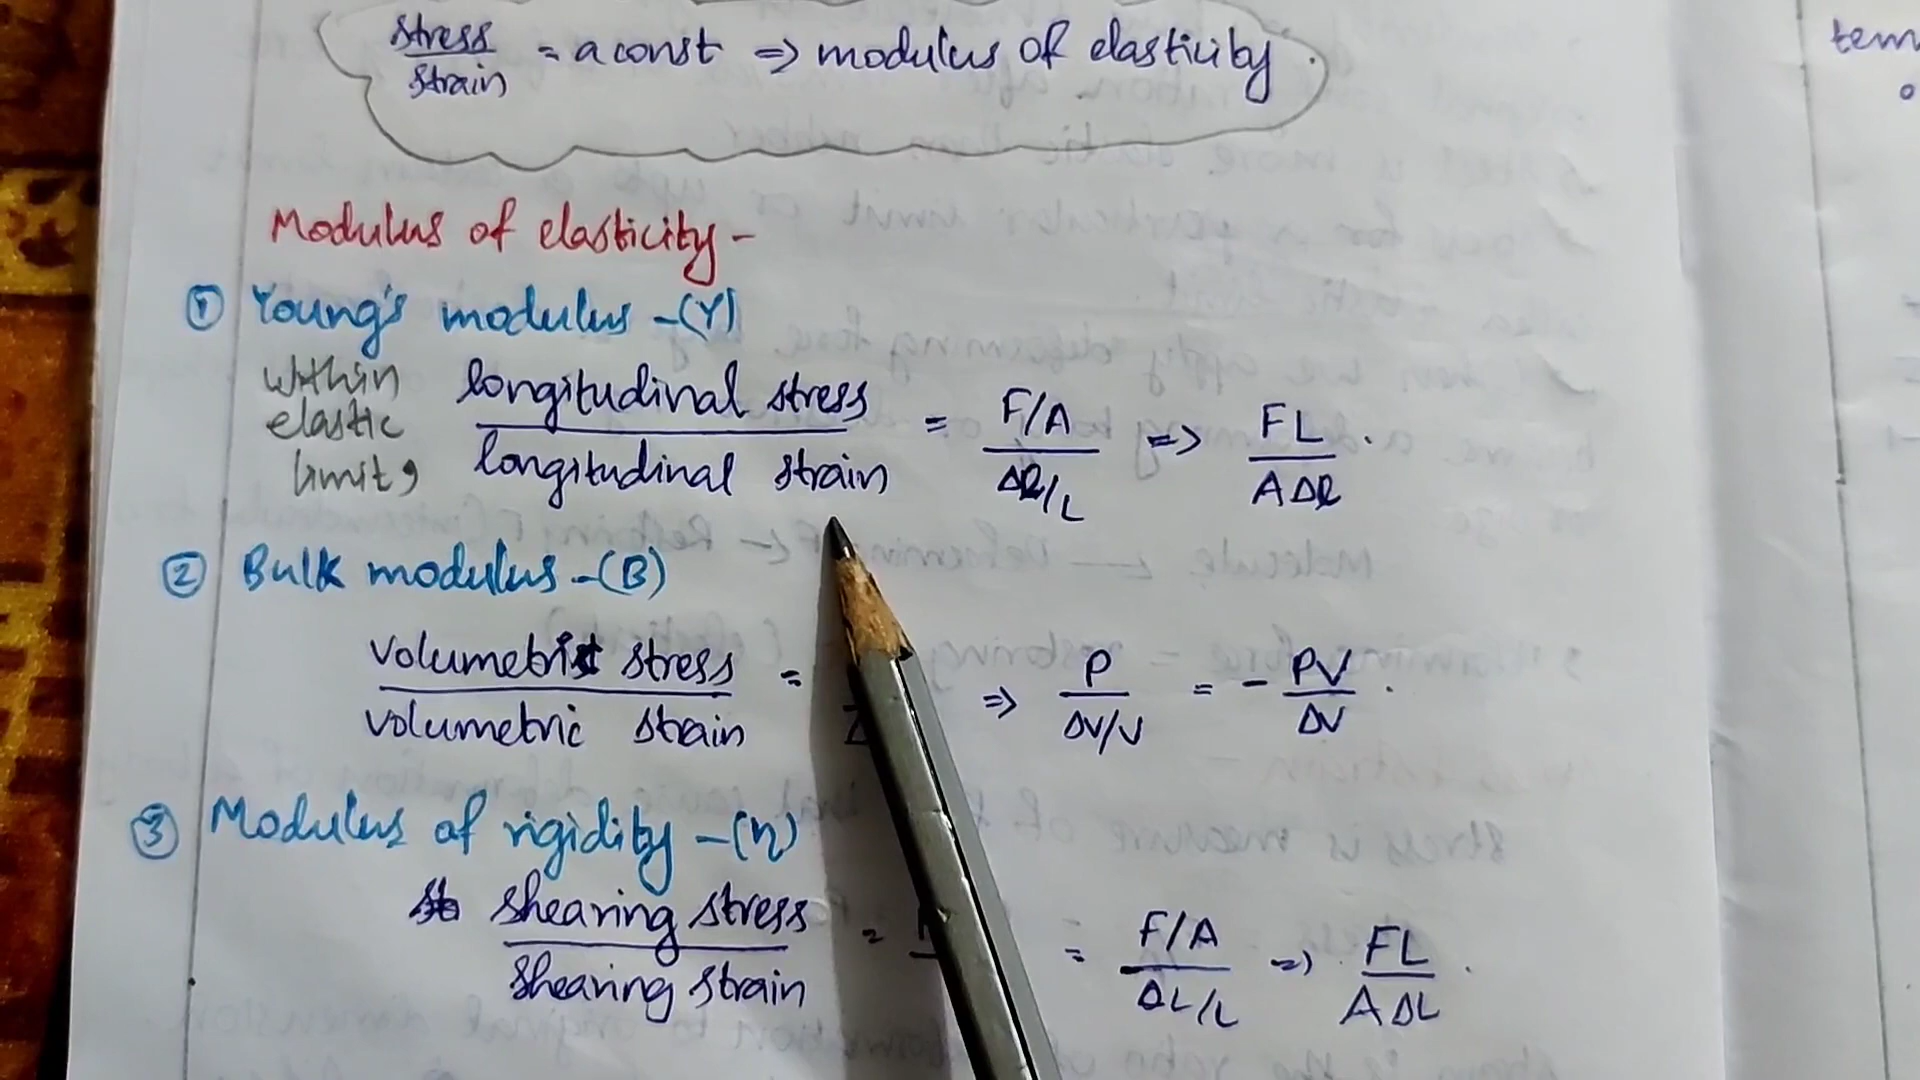 stress
strain = a const => modulus of elasticity.
tem
Modulus of elasticity -
① Young's modulus -(Y)
within elastic limit,
longitudinal stress / longitudinal strain = F/A / Δl/L => FL / AΔl .
② Bulk modulus -(B)
volumetrist stress / volumetric strain = => P / ΔV/V = - PV / ΔV .
③ Modulus of rigidity -(η)
shearing stress / shearing strain = = F/A / ΔL/L => FL / AΔL .